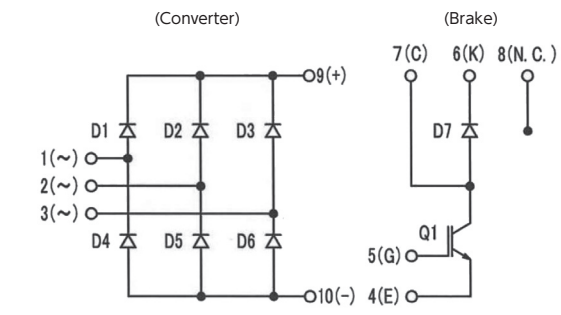 (Converter) (Brake)
7(C) 6(K) 8(N.C.)
9(+)
D1 D2 D3 D7
1(~)
2(~)
3(~)
D4 D5 D6 Q1
5(G)
10(-) 4(E)